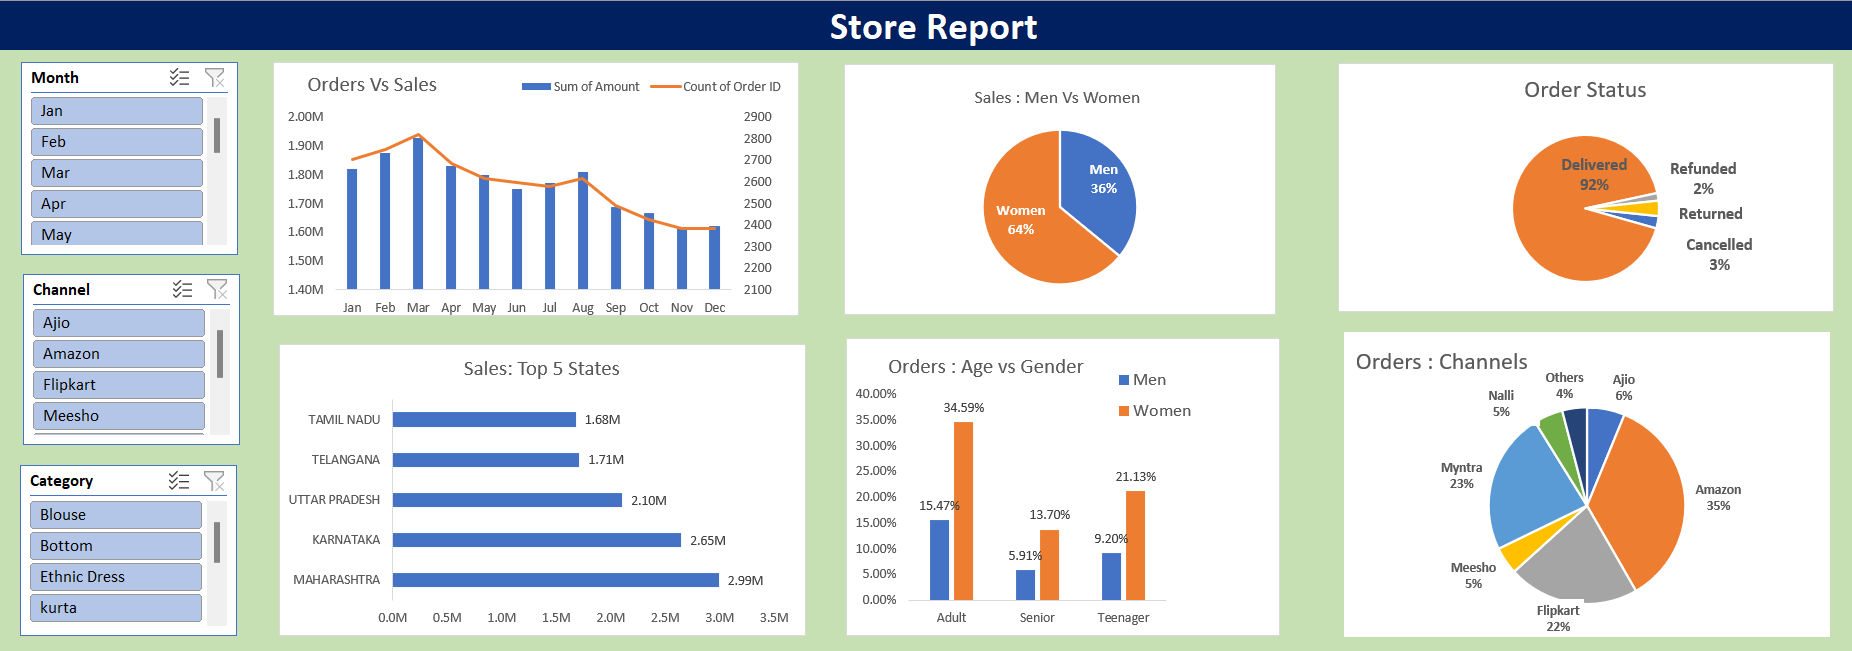 Store Report
Month
Jan
Feb
Mar
Apr
May
Channel
Ajio
Amazon
Flipkart
Meesho
Category
Blouse
Bottom
Ethnic Dress
kurta
Orders Vs Sales
Sum of Amount
Count of Order ID
2.00M
1.90M
1.80M
1.70M
1.60M
1.50M
1.40M
2900
2800
2700
2600
2500
2400
2300
2200
2100
Jan Feb Mar Apr May Jun Jul Aug Sep Oct Nov Dec
Sales : Men Vs Women
Men
36%
Women
64%
Order Status
Delivered
92%
Refunded
2%
Returned
Cancelled
3%
Sales: Top 5 States
TAMIL NADU 1.68M
TELANGANA 1.71M
UTTAR PRADESH 2.10M
KARNATAKA 2.65M
MAHARASHTRA 2.99M
0.0M 0.5M 1.0M 1.5M 2.0M 2.5M 3.0M 3.5M
Orders : Age vs Gender
Men
Women
40.00%
35.00%
30.00%
25.00%
20.00%
15.00%
10.00%
5.00%
0.00%
15.47%
34.59%
5.91%
13.70%
9.20%
21.13%
Adult Senior Teenager
Orders : Channels
Others
4%
Ajio
6%
Nalli
5%
Myntra
23%
Amazon
35%
Meesho
5%
Flipkart
22%